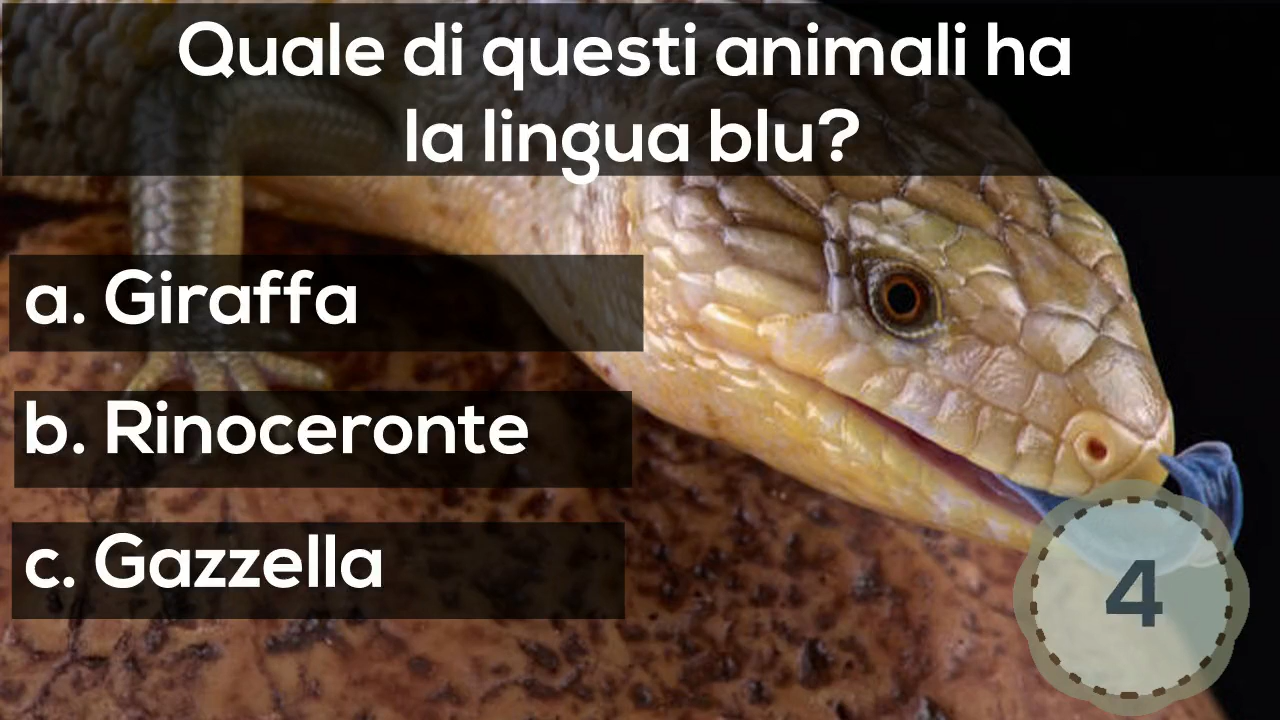 Quale di questi animali ha
la lingua blu?
a. Giraffa
b. Rinoceronte
c. Gazzella
4